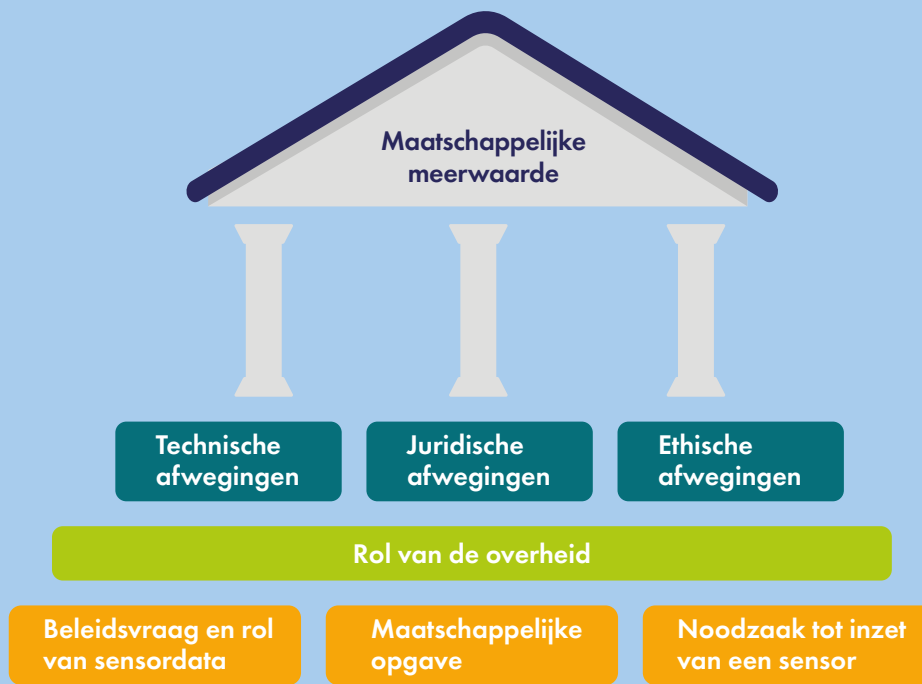 Maatschappelijke
meerwaarde
Technische
afwegingen
Juridische
afwegingen
Ethische
afwegingen
Rol van de overheid
Beleidsvraag en rol
van sensordata
Maatschappelijke
opgave
Noodzaak tot inzet
van een sensor